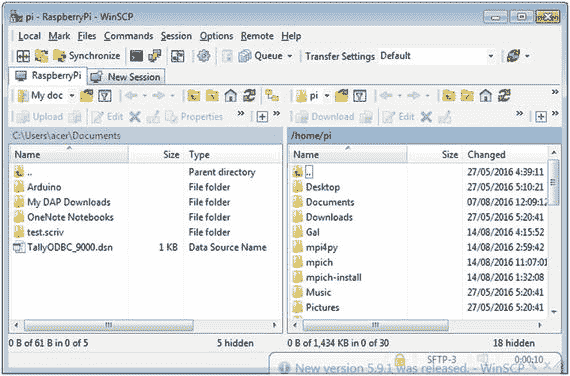 pi - RaspberryPi - WinSCP
Local Mark Files Commands Session Options Remote Help
Synchronize Queue Transfer Settings Default
RaspberryPi New Session
My doc pi
Upload Edit Properties Download Edit
C:\Users\acer\Documents /home/pi
Name Size Type Name Changed
.. Parent directory .. 27/05/2016 4:39:11
Arduino File folder Desktop 27/05/2016 5:10:21
My DAP Downloads File folder Documents 07/08/2016 12:09:12
OneNote Notebooks File folder Downloads 27/05/2016 5:20:41
test.scriv File folder Gal 14/08/2016 4:15:52
TallyODBC_9000.dsn 1 KB Data Source Name mpi4py 14/08/2016 2:59:42
mpich 14/08/2016 11:07:01
mpich-install 14/08/2016 1:32:08
Music 27/05/2016 5:20:41
Pictures 27/05/2016 5:20:41
0 B of 61 B in 0 of 5 5 hidden 0 B of 1,434 KB in 0 of 30 18 hidden
SFTP-3 0:00:10
New version 5.9.1 was released. - WinSCP